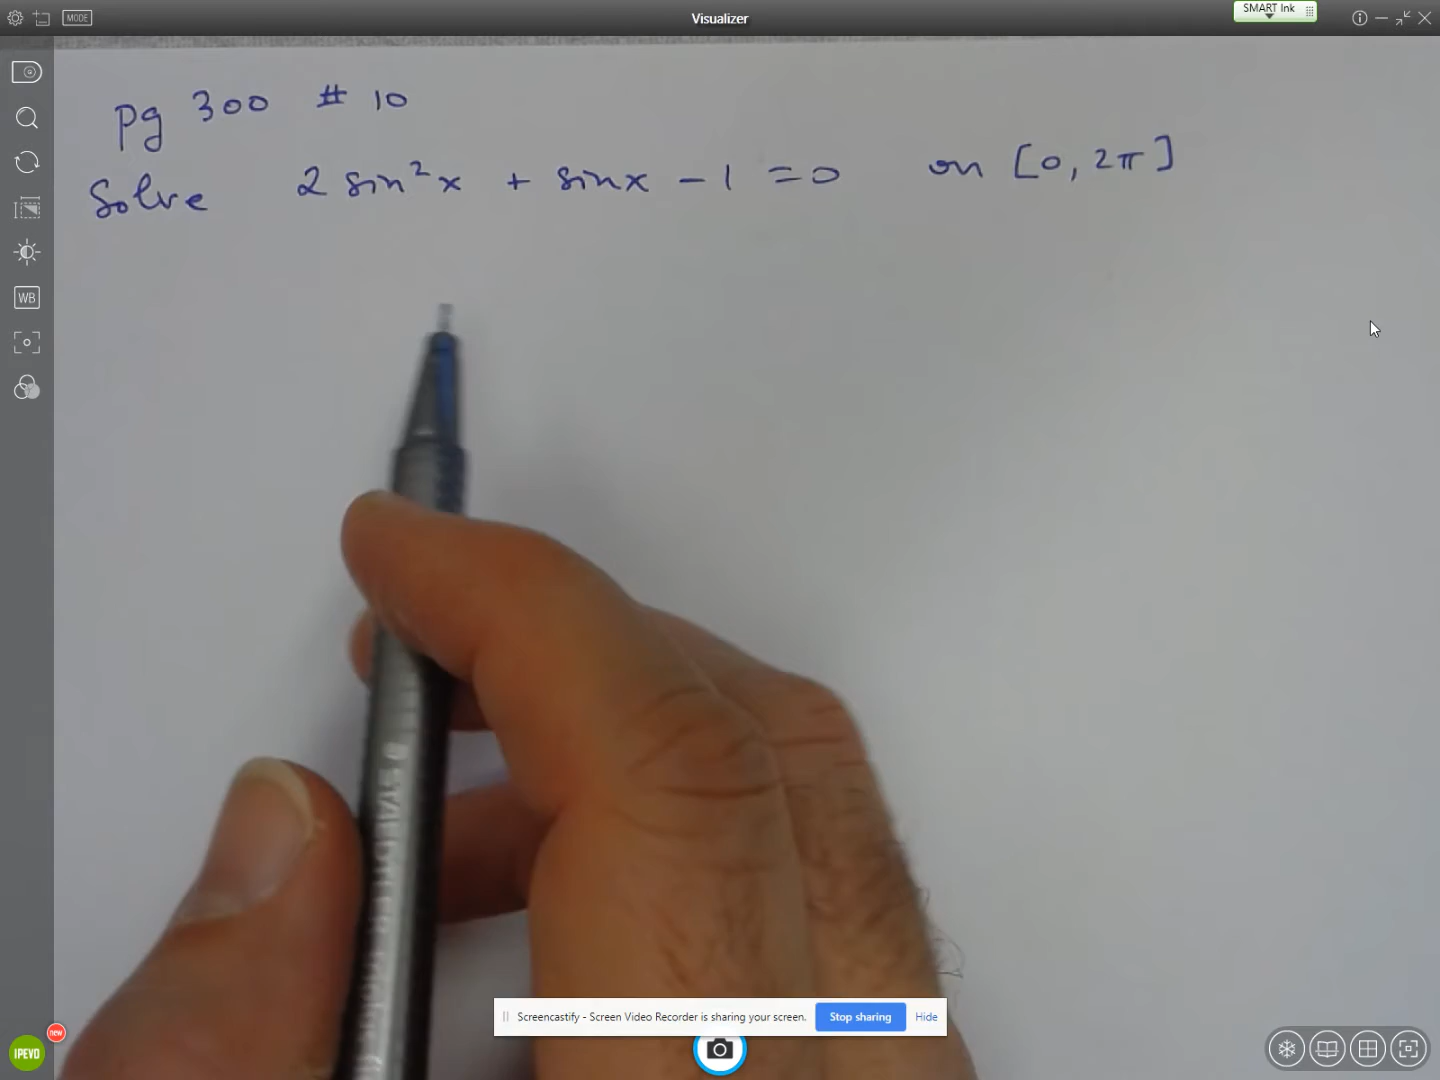 MODE
Visualizer
SMART Ink
Pg 300 # 10
Solve 2 sin²x + sinx - 1 = 0 on [0, 2π]
WB
STAEDTLER
Screencastify - Screen Video Recorder is sharing your screen.
Stop sharing
Hide
new
IPEVO